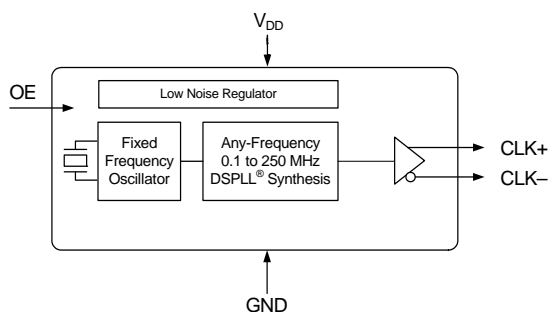 V_DD
OE
Low Noise Regulator
Fixed
Frequency
Oscillator
Any-Frequency
0.1 to 250 MHz
DSPLL® Synthesis
CLK+
CLK–
GND